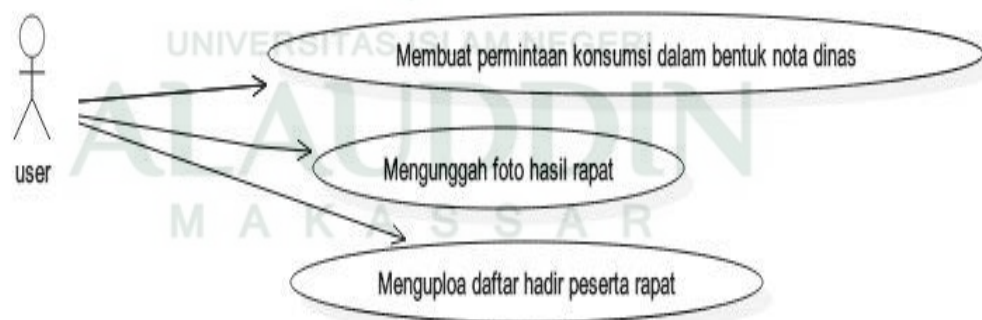 UNIVERSITAS ISLAM NEGERI
Membuat permintaan konsumsi dalam bentuk nota dinas
ALAUDDIN
user
Mengunggah foto hasil rapat
MAKASSAR
Menguploa daftar hadir peserta rapat